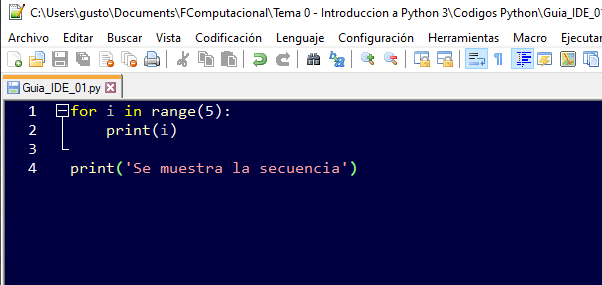 C:\Users\gusto\Documents\FComputacional\Tema 0 - Introduccion a Python 3\Codigos Python\Guia_IDE_0
Archivo Editar Buscar Vista Codificación Lenguaje Configuración Herramientas Macro Ejecutar
Guia_IDE_01.py
1 for i in range(5):
2 print(i)
3
4 print('Se muestra la secuencia')